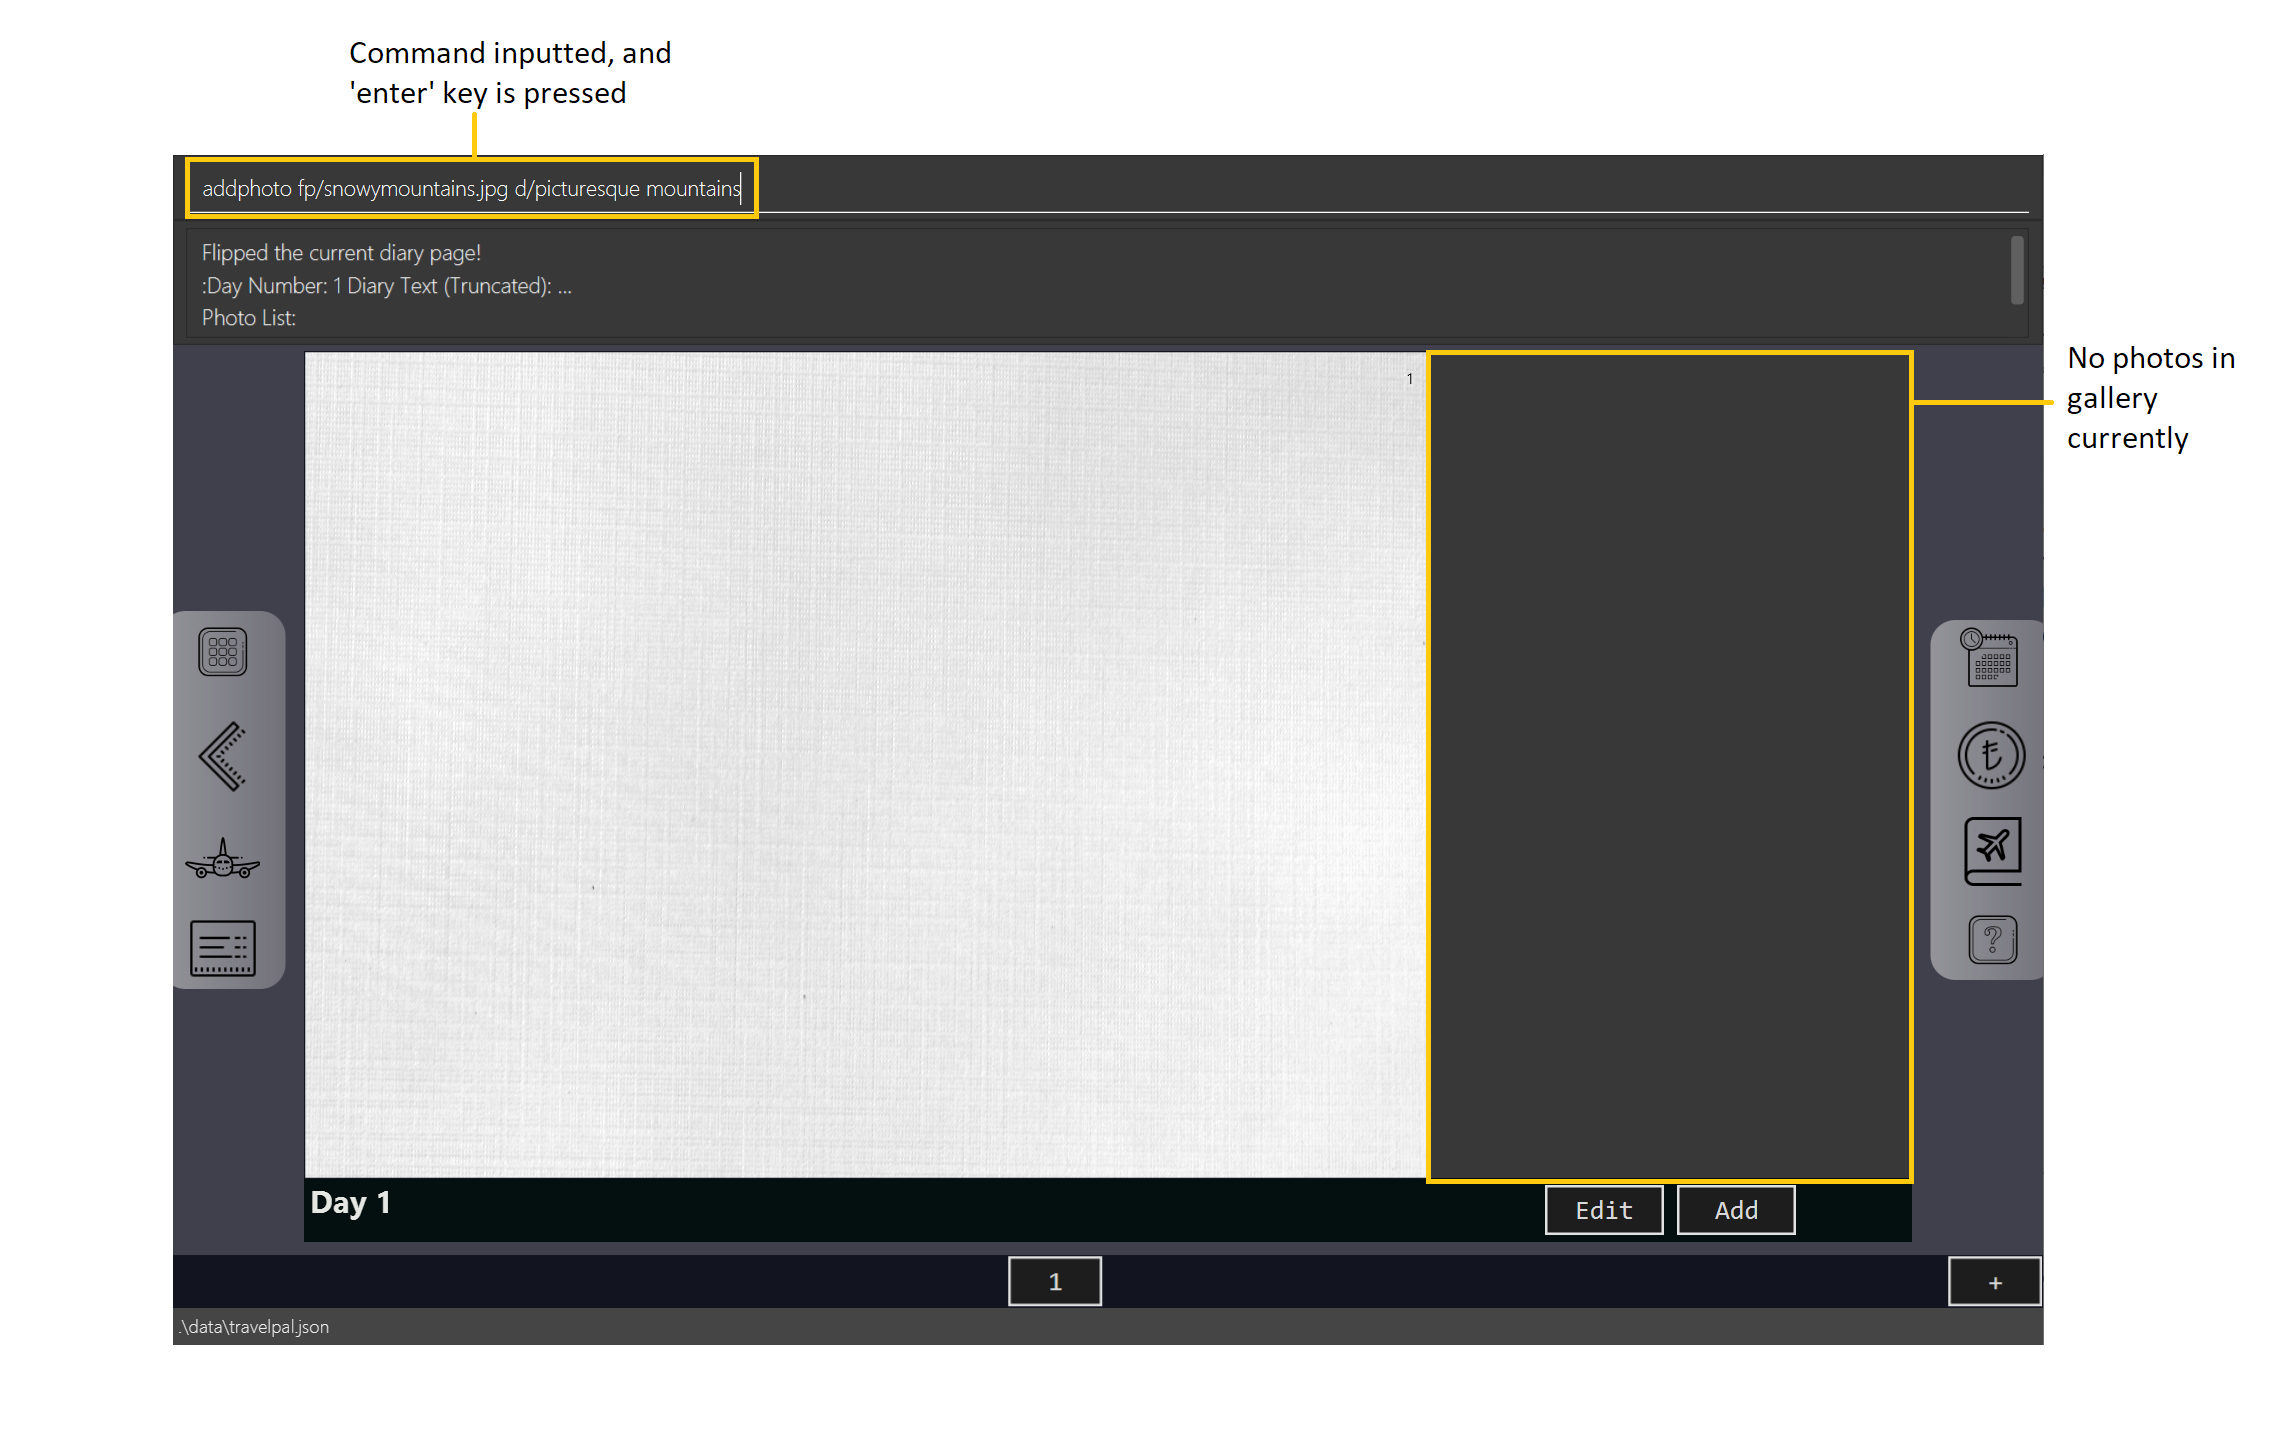 Command inputted, and
'enter' key is pressed
addphoto fp/snowymountains.jpg d/picturesque mountains
Flipped the current diary page!
:Day Number: 1 Diary Text (Truncated): ...
Photo List:
No photos in
gallery
currently
1
?
Day 1
Edit
Add
1
+
.\data\travelpal.json